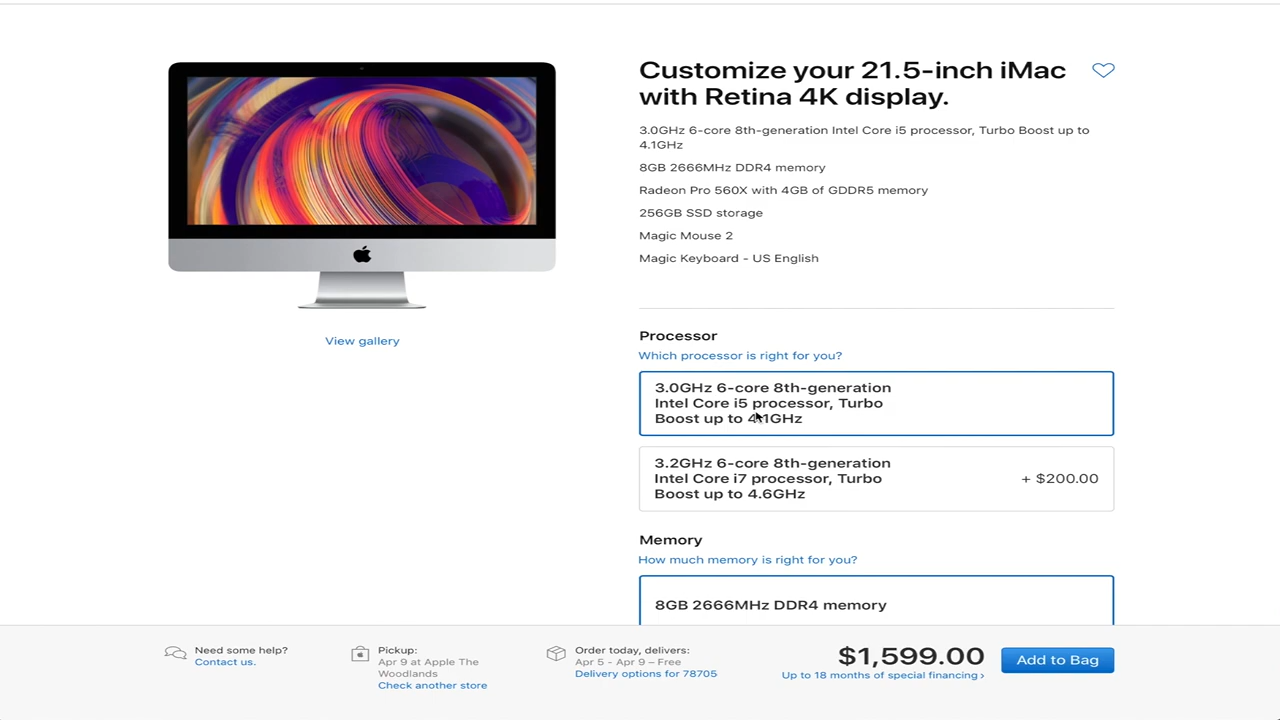 Customize your 21.5-inch iMac
with Retina 4K display.
3.0GHz 6-core 8th-generation Intel Core i5 processor, Turbo Boost up to
4.1GHz
8GB 2666MHz DDR4 memory
Radeon Pro 560X with 4GB of GDDR5 memory
256GB SSD storage
Magic Mouse 2
Magic Keyboard - US English
View gallery
Processor
Which processor is right for you?
3.0GHz 6-core 8th-generation
Intel Core i5 processor, Turbo
Boost up to 4.1GHz
3.2GHz 6-core 8th-generation
Intel Core i7 processor, Turbo
Boost up to 4.6GHz
+ $200.00
Memory
How much memory is right for you?
8GB 2666MHz DDR4 memory
Need some help?
Contact us.
Pickup:
Apr 9 at Apple The
Woodlands
Check another store
Order today, delivers:
Apr 5 - Apr 9 – Free
Delivery options for 78705
$1,599.00
Up to 18 months of special financing ›
Add to Bag